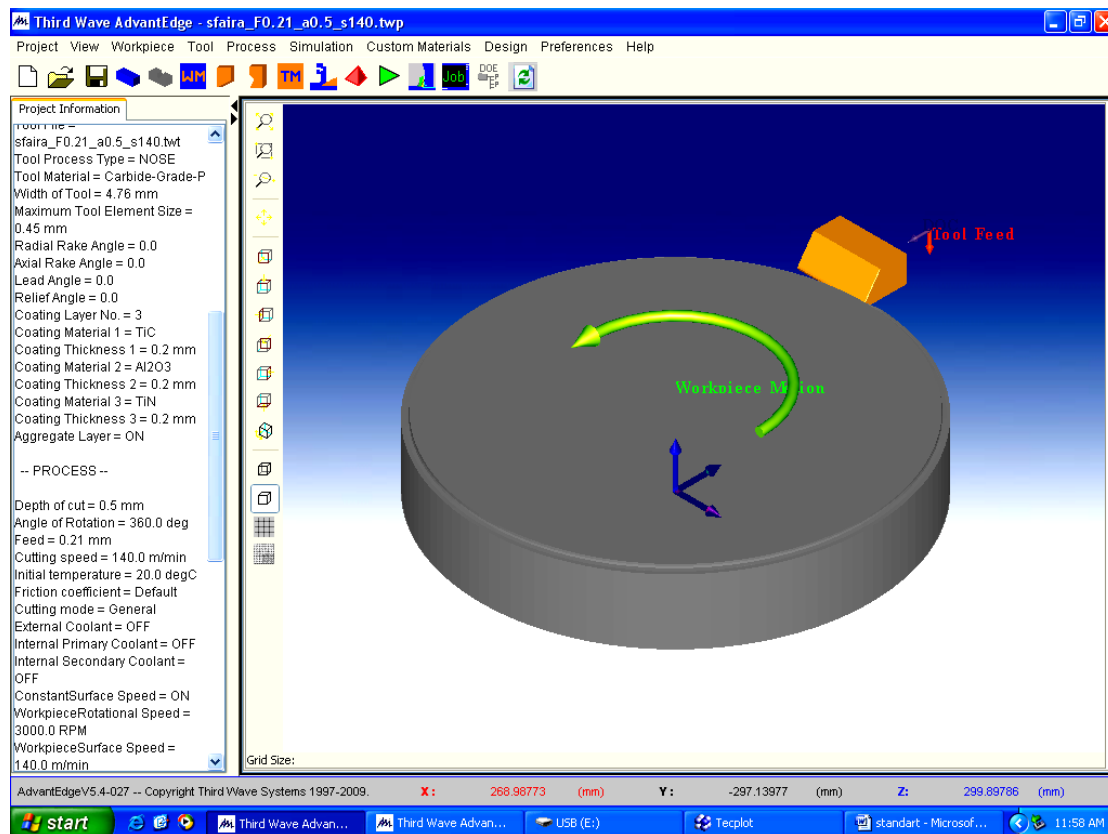 Third Wave AdvantEdge - sfaira_F0.21_a0.5_s140.twp
Project View Workpiece Tool Process Simulation Custom Materials Design Preferences Help
WM TM Job DOE
Project Information
Tool File =
sfaira_F0.21_a0.5_s140.twt
Tool Process Type = NOSE
Tool Material = Carbide-Grade-P
Width of Tool = 4.76 mm
Maximum Tool Element Size =
0.45 mm
Radial Rake Angle = 0.0
Axial Rake Angle = 0.0
Lead Angle = 0.0
Relief Angle = 0.0
Coating Layer No. = 3
Coating Material 1 = TiC
Coating Thickness 1 = 0.2 mm
Coating Material 2 = Al2O3
Coating Thickness 2 = 0.2 mm
Coating Material 3 = TiN
Coating Thickness 3 = 0.2 mm
Aggregate Layer = ON
-- PROCESS --
Depth of cut = 0.5 mm
Angle of Rotation = 360.0 deg
Feed = 0.21 mm
Cutting speed = 140.0 m/min
Initial temperature = 20.0 degC
Friction coefficient = Default
Cutting mode = General
External Coolant = OFF
Internal Primary Coolant = OFF
Internal Secondary Coolant =
OFF
ConstantSurface Speed = ON
WorkpieceRotational Speed =
3000.0 RPM
WorkpieceSurface Speed =
140.0 m/min
Tool Feed
Workpiece Motion
Grid Size:
AdvantEdgeV5.4-027 -- Copyright Third Wave Systems 1997-2009. X : 268.98773 (mm) Y : -297.13977 (mm) Z: 299.89786 (mm)
start Third Wave Advan... Third Wave Advan... USB (E:) Tecplot standart - Microsof... 11:58 AM